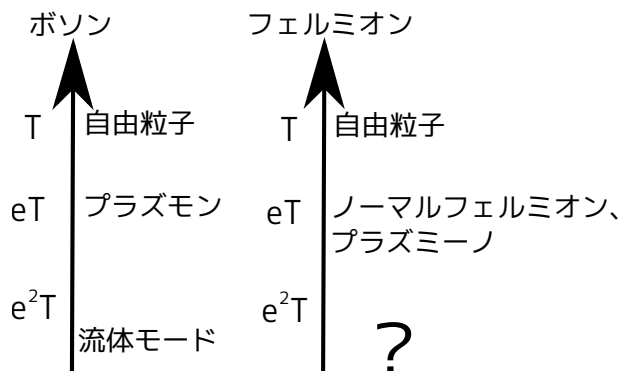 ボソン
フェルミオン
T
自由粒子
T
自由粒子
eT
プラズモン
eT
ノーマルフェルミオン、
プラズミーノ
e²T
e²T
流体モード
?